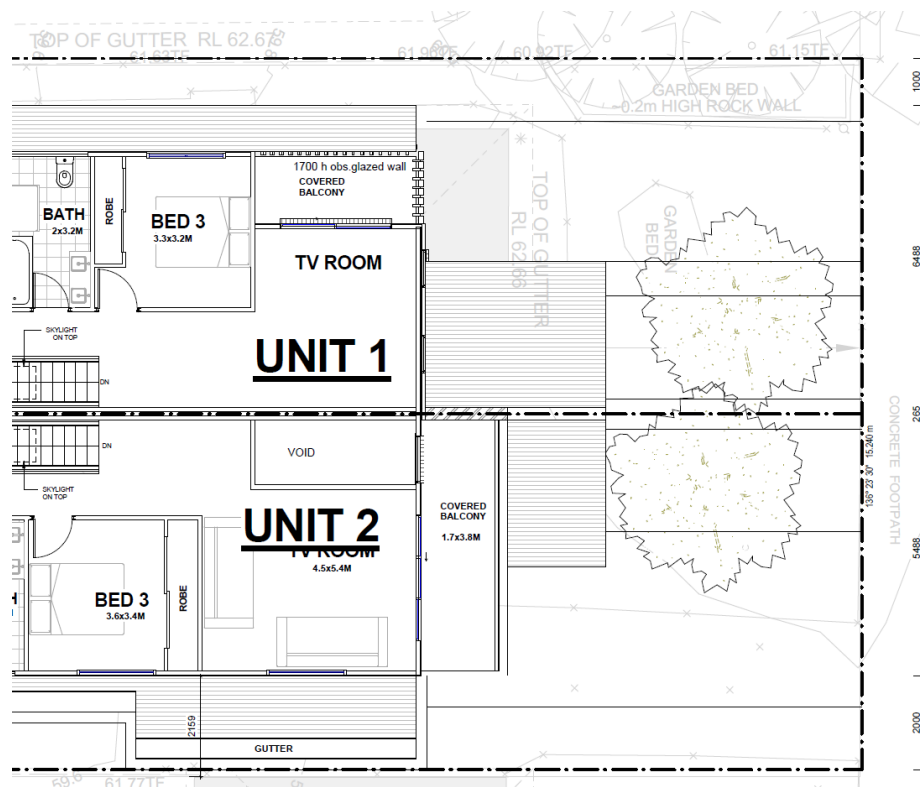 TOP OF GUTTER RL 62.67
61.63TF
61.90TF
60.92TF
61.15TF
1000
GARDEN BED
~0.2m HIGH ROCK WALL
1700 h obs.glazed wall
COVERED
BALCONY
BATH
2x3.2M
ROBE
BED 3
3.3x3.2M
TV ROOM
TOP OF GUTTER
RL 62.66
GARDEN
BED
6488
SKYLIGHT
ON TOP
DN
UNIT 1
265
CONCRETE FOOTPATH
136° 23' 30" 15.240 m
DN
VOID
SKYLIGHT
ON TOP
UNIT 2
TV ROOM
4.5x5.4M
COVERED
BALCONY
1.7x3.8M
5488
H
BED 3
3.6x3.4M
ROBE
2159
GUTTER
2000
59.6
61.77TF